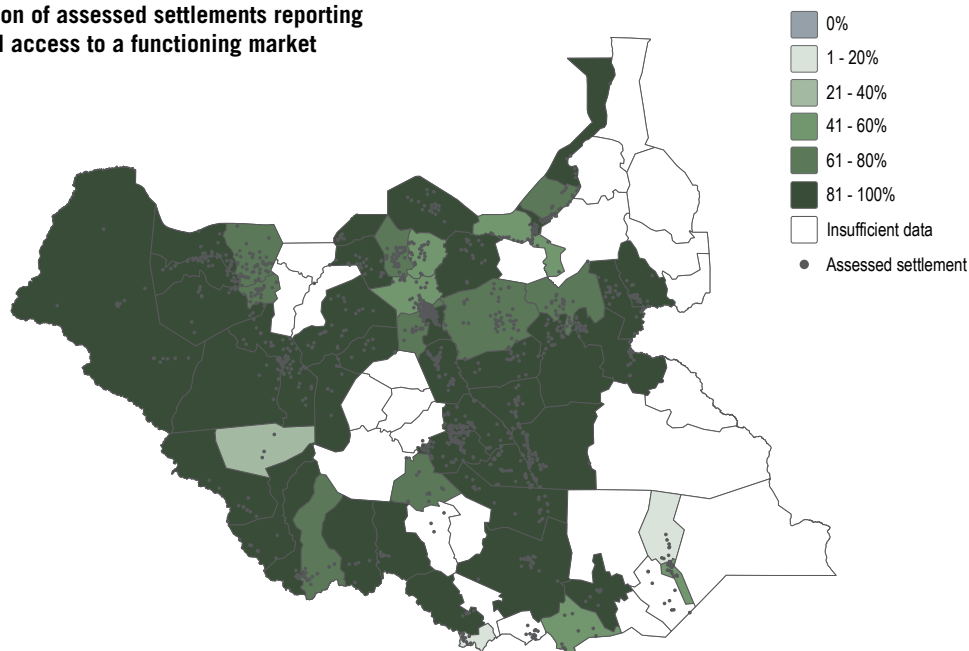 of assessed settlements reporting
access to a functioning market
0%
1 - 20%
21 - 40%
41 - 60%
61 - 80%
81 - 100%
Insufficient data
Assessed settlement